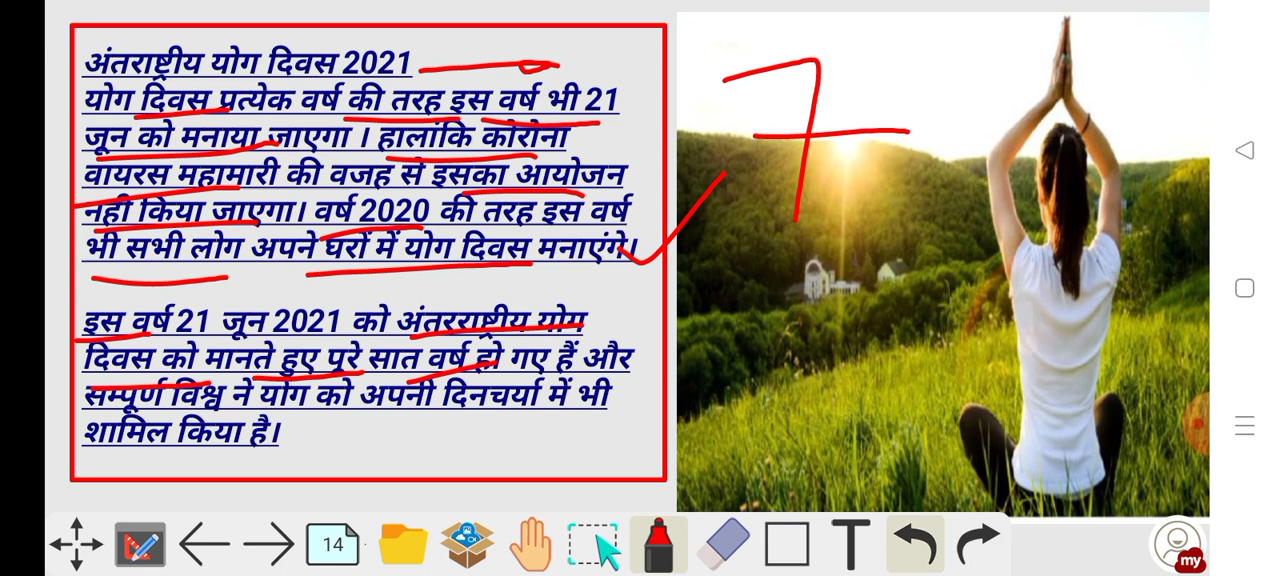 अंतराष्ट्रीय योग दिवस 2021
योग दिवस प्रत्येक वर्ष की तरह इस वर्ष भी 21
जून को मनाया जाएगा । हालांकि कोरोना
वायरस महामारी की वजह से इसका आयोजन
नही किया जाएगा। वर्ष 2020 की तरह इस वर्ष
भी सभी लोग अपने घरों में योग दिवस मनाएंगे।
इस वर्ष 21 जून 2021 को अंतरराष्ट्रीय योग
दिवस को मानते हुए पूरे सात वर्ष हो गए हैं और
सम्पूर्ण विश्व ने योग को अपनी दिनचर्या में भी
शामिल किया है।
7
14
T
my